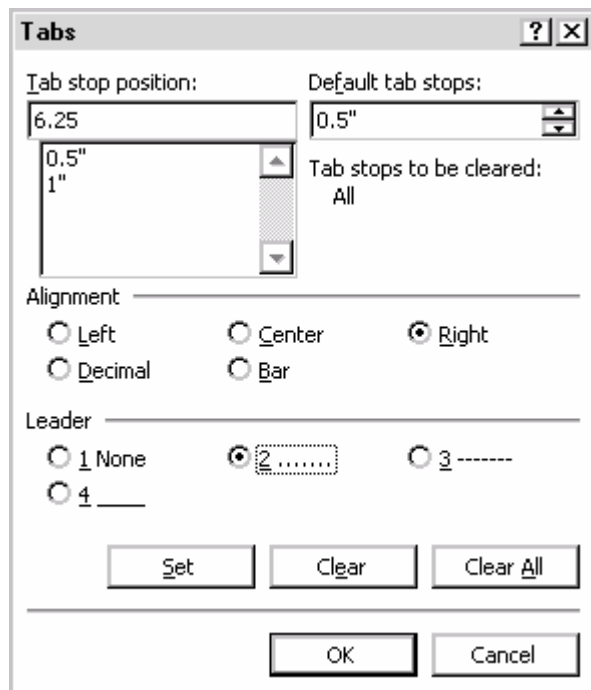 Tabs
Tab stop position:
Default tab stops:
6.25
0.5"
0.5"
1"
Tab stops to be cleared:
All
Alignment
Left
Center
Right
Decimal
Bar
Leader
1 None
2 .......
3 -------
4 ____
Set
Clear
Clear All
OK
Cancel